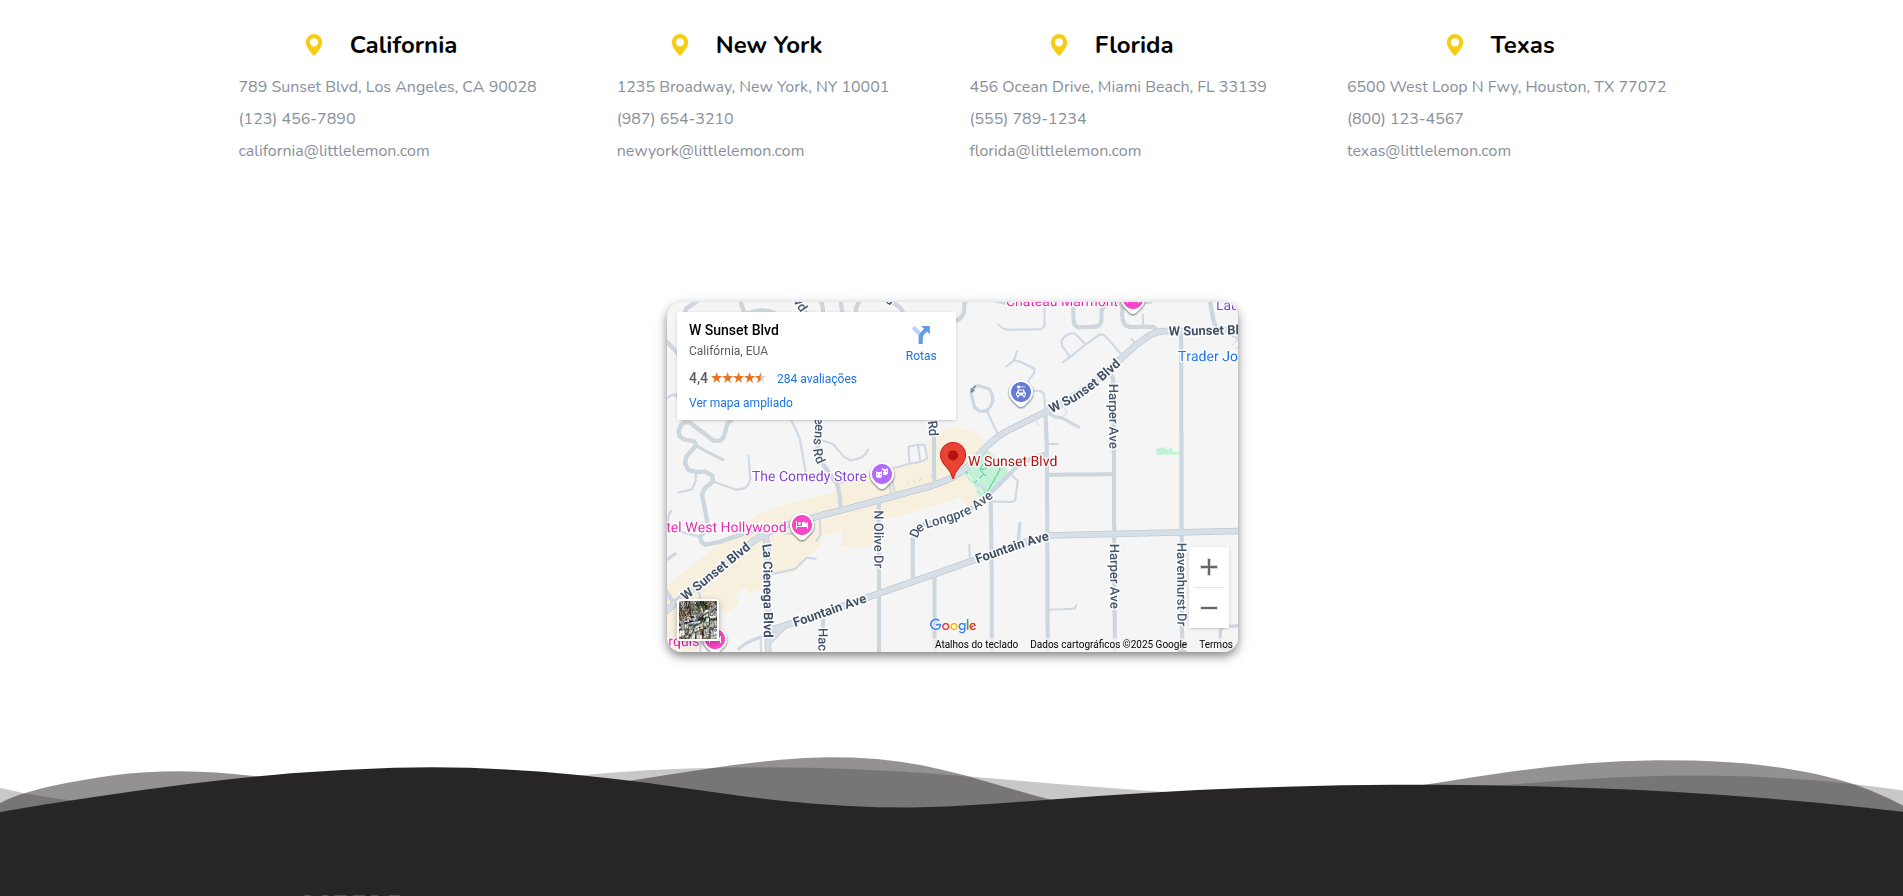 California
789 Sunset Blvd, Los Angeles, CA 90028
(123) 456-7890
california@littlelemon.com
New York
1235 Broadway, New York, NY 10001
(987) 654-3210
newyork@littlelemon.com
Florida
456 Ocean Drive, Miami Beach, FL 33139
(555) 789-1234
florida@littlelemon.com
Texas
6500 West Loop N Fwy, Houston, TX 77072
(800) 123-4567
texas@littlelemon.com
W Sunset Blvd
Califórnia, EUA
4,4
284 avaliações
Ver mapa ampliado
Rotas
Chateau Marmont
W Sunset Bl
Trader Jo
W Sunset Blvd
Harper Ave
eens Rd
Rd
W Sunset Blvd
The Comedy Store
De Longpre Ave
tel West Hollywood
N Olive Dr
Fountain Ave
W Sunset Blvd
La Cienega Blvd
Harper Ave
Havenhurst Dr
Fountain Ave
Hac
rquis
Google
Atalhos do teclado
Dados cartográficos ©2025 Google
Termos